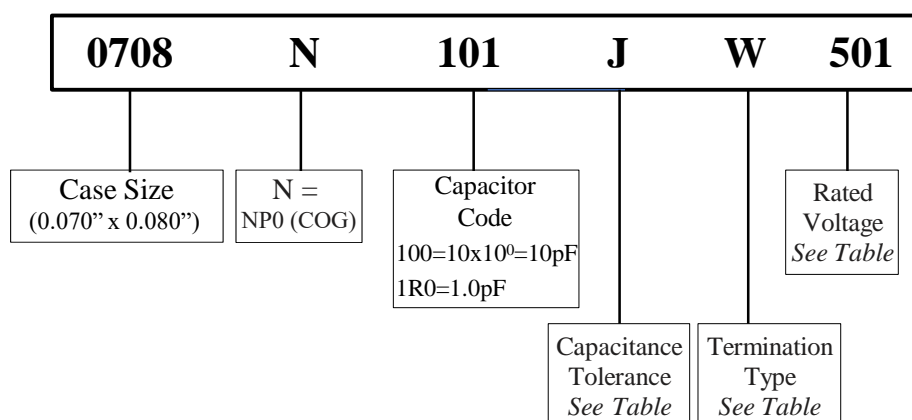 0708 N 101 J W 501
Case Size
(0.070” x 0.080”)
N =
NP0 (COG)
Capacitor
Code
100=10x10⁰=10pF
1R0=1.0pF
Rated
Voltage
See Table
Capacitance
Tolerance
See Table
Termination
Type
See Table